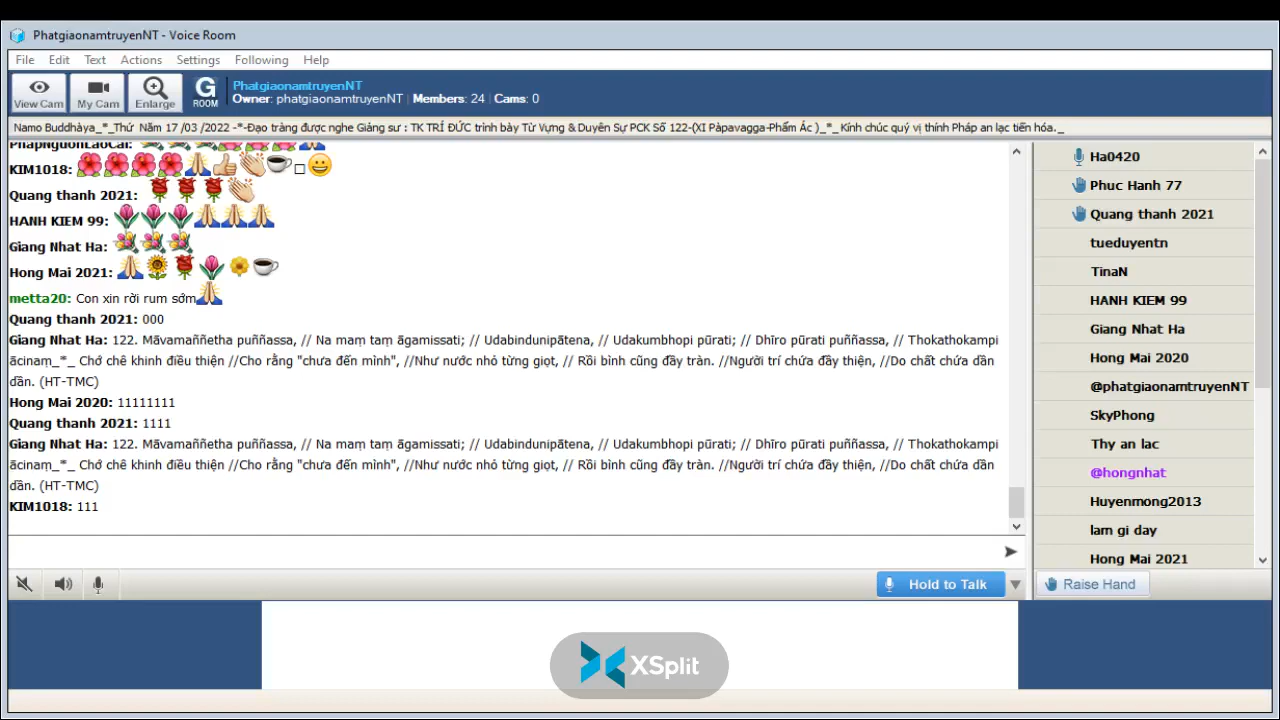 PhatgiaonamtruyenNT - Voice Room
File Edit Text Actions Settings Following Help
View Cam
My Cam
Enlarge
G
ROOM
PhatgiaonamtruyenNT
Owner: phatgiaonamtruyenNT | Members: 24 | Cams: 0
Namo Buddhàya_*_Thứ Năm 17 /03 /2022 -*-Đạo tràng được nghe Giảng sư : TK TRÍ ĐỨC trình bày Từ Vựng & Duyên Sự PCK Số 122-(XI Pàpavagga-Phẩm Ác )_*_ Kính chúc quý vị thính Pháp an lạc tiến hóa._
PhapNguonLaoCai:
KIM1018:
Quang thanh 2021:
HANH KIEM 99:
Giang Nhat Ha:
Hong Mai 2021:
metta20: Con xin rời rum sớm
Quang thanh 2021: 000
Giang Nhat Ha: 122. Māvamaññetha puññassa, // Na maṃ taṃ āgamissati; // Udabindunipātena, // Udakumbhopi pūrati; // Dhīro pūrati puññassa, // Thokathokampi
ācinaṃ_*_ Chớ chê khinh điều thiện //Cho rằng "chưa đến mình", //Như nước nhỏ từng giọt, // Rồi bình cũng đầy tràn. //Người trí chứa đầy thiện, //Do chất chứa dần
dần. (HT-TMC)
Hong Mai 2020: 11111111
Quang thanh 2021: 1111
Giang Nhat Ha: 122. Māvamaññetha puññassa, // Na maṃ taṃ āgamissati; // Udabindunipātena, // Udakumbhopi pūrati; // Dhīro pūrati puññassa, // Thokathokampi
ācinaṃ_*_ Chớ chê khinh điều thiện //Cho rằng "chưa đến mình", //Như nước nhỏ từng giọt, // Rồi bình cũng đầy tràn. //Người trí chứa đầy thiện, //Do chất chứa dần
dần. (HT-TMC)
KIM1018: 111
Ha0420
Phuc Hanh 77
Quang thanh 2021
tueduyentn
TinaN
HANH KIEM 99
Giang Nhat Ha
Hong Mai 2020
@phatgiaonamtruyenNT
SkyPhong
Thy an lac
@hongnhat
Huyenmong2013
lam gi day
Hong Mai 2021
Hold to Talk
Raise Hand
XSplit